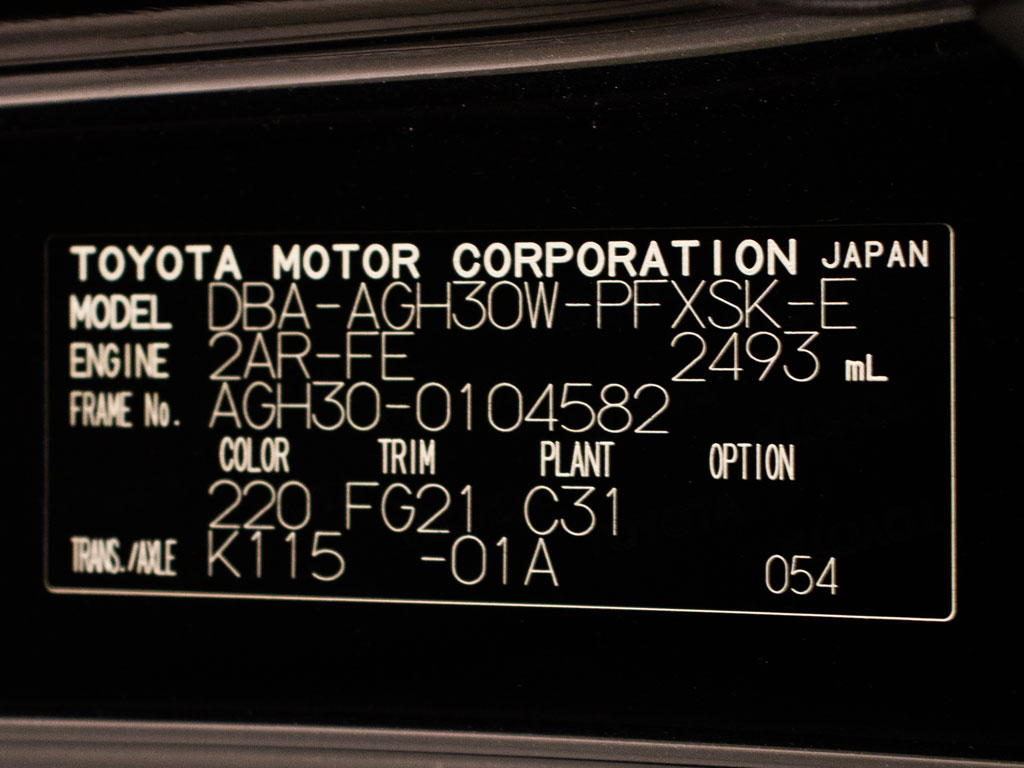 TOYOTA MOTOR CORPORATION JAPAN
MODEL DBA-AGH30W-PFXSK-E
ENGINE 2AR-FE 2493 mL
FRAME No. AGH30-0104582
COLOR TRIM PLANT OPTION
220 FG21 C31
TRANS./AXLE K115 -01A 054